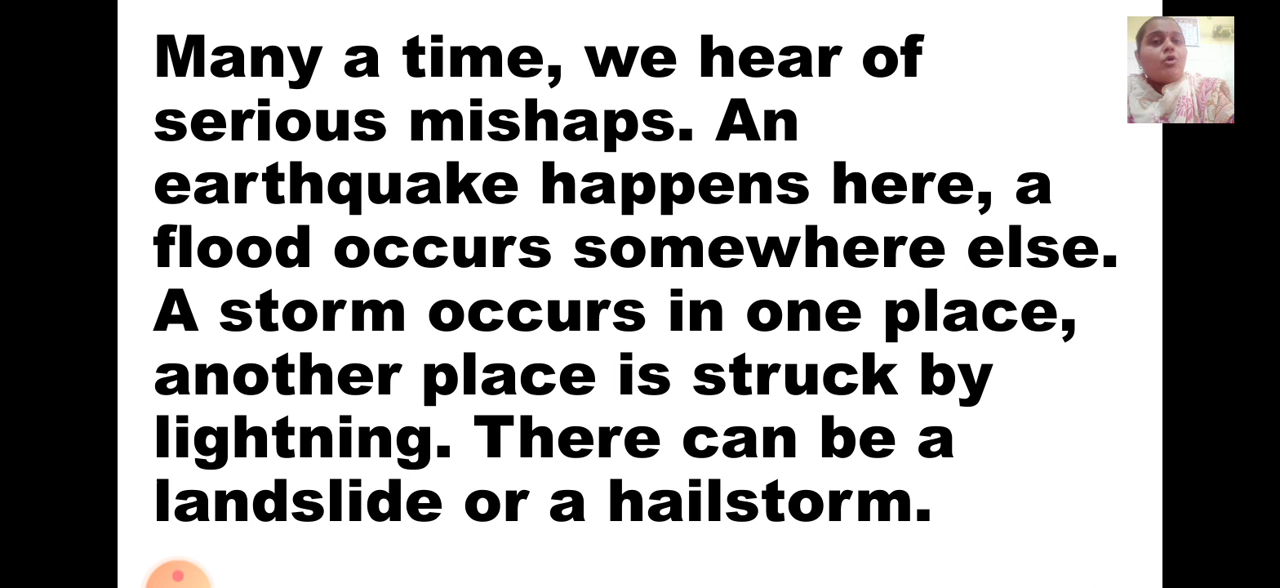 Many a time, we hear of
serious mishaps. An
earthquake happens here, a
flood occurs somewhere else.
A storm occurs in one place,
another place is struck by
lightning. There can be a
landslide or a hailstorm.